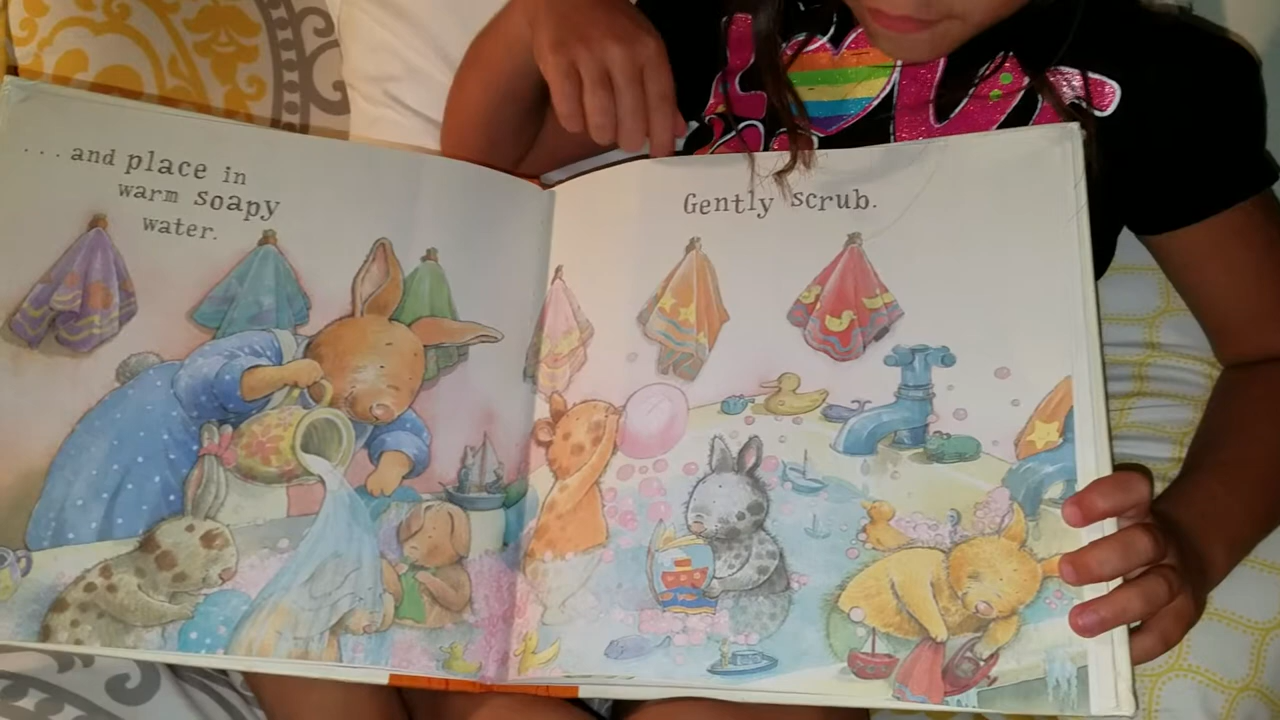 ...and place in
warm soapy
water.
Gently scrub.